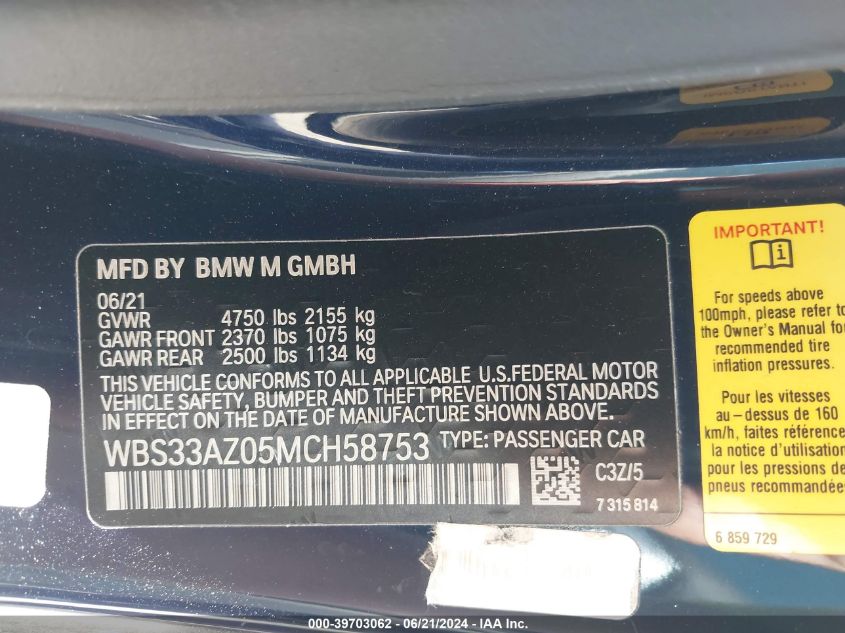 MFD BY BMW M GMBH
06/21
GVWR 4750 lbs 2155 kg
GAWR FRONT 2370 lbs 1075 kg
GAWR REAR 2500 lbs 1134 kg
THIS VEHICLE CONFORMS TO ALL APPLICABLE U.S.FEDERAL MOTOR
VEHICLE SAFETY, BUMPER AND THEFT PREVENTION STANDARDS
IN EFFECT ON THE DATE OF MANUFACTURE SHOWN ABOVE.
WBS33AZ05MCH58753 TYPE: PASSENGER CAR
C3Z/5
7 315 814
IMPORTANT!
For speeds above
100mph, please refer to
the Owner's Manual for
recommended tire
inflation pressures.
Pour les vitesses
au-dessus de 160
km/h, faites référence
la notice d'utilisation
pour les pressions de
pneus recommandées
6 859 729
000-39703062 - 06/21/2024 - IAA Inc.